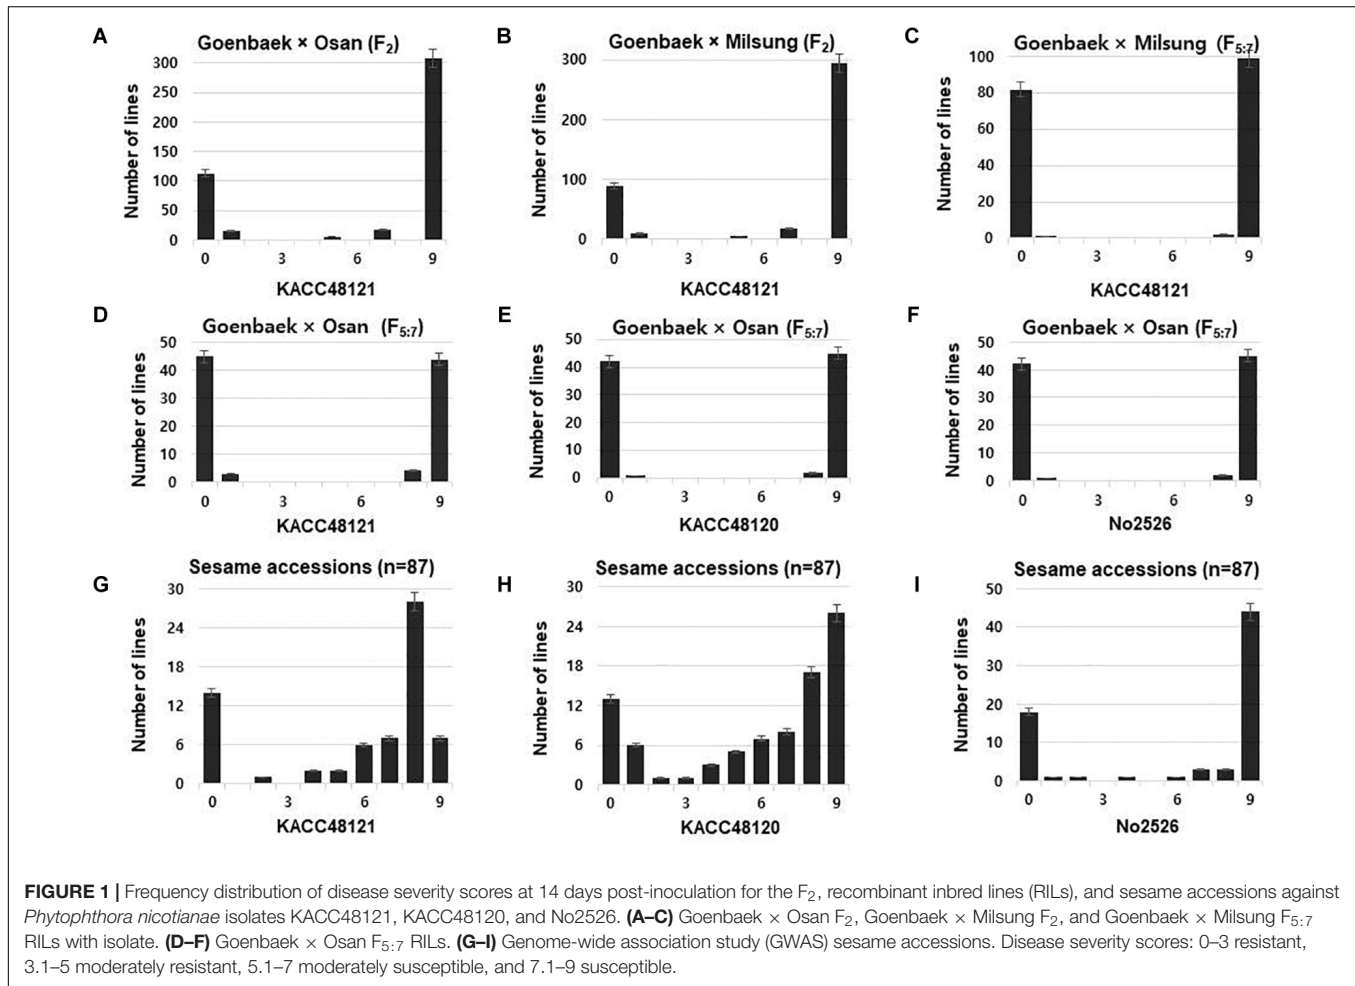 A
Goenbaek × Osan (F2)
Number of lines
300
250
200
150
100
50
0
0 3 6 9
KACC48121
B
Goenbaek × Milsung (F2)
Number of lines
300
200
100
0
0 3 6 9
KACC48121
C
Goenbaek × Milsung (F5:7)
Number of lines
100
80
60
40
20
0
0 3 6 9
KACC48121
D
Goenbaek × Osan (F5:7)
Number of lines
50
40
30
20
10
0
0 3 6 9
KACC48121
E
Goenbaek × Osan (F5:7)
Number of lines
50
40
30
20
10
0
0 3 6 9
KACC48120
F
Goenbaek × Osan (F5:7)
Number of lines
50
40
30
20
10
0
0 3 6 9
No2526
G
Sesame accessions (n=87)
Number of lines
30
24
18
12
6
0
0 3 6 9
KACC48121
H
Sesame accessions (n=87)
Number of lines
30
24
18
12
6
0
0 3 6 9
KACC48120
I
Sesame accessions (n=87)
Number of lines
50
40
30
20
10
0
0 3 6 9
No2526
FIGURE 1 | Frequency distribution of disease severity scores at 14 days post-inoculation for the F2, recombinant inbred lines (RILs), and sesame accessions against
Phytophthora nicotianae isolates KACC48121, KACC48120, and No2526. (A–C) Goenbaek × Osan F2, Goenbaek × Milsung F2, and Goenbaek × Milsung F5:7
RILs with isolate. (D–F) Goenbaek × Osan F5:7 RILs. (G–I) Genome-wide association study (GWAS) sesame accessions. Disease severity scores: 0–3 resistant,
3.1–5 moderately resistant, 5.1–7 moderately susceptible, and 7.1–9 susceptible.